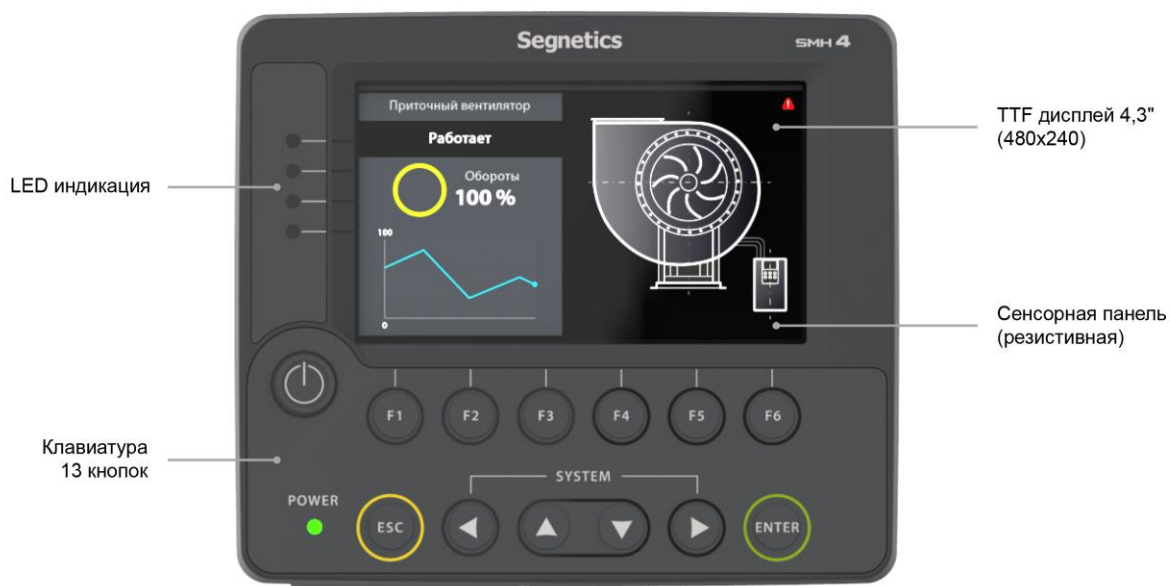 Segnetics
SMH 4
Приточный вентилятор
Работает
Обороты
100 %
100
0
LED индикация
TTF дисплей 4,3"
(480x240)
Сенсорная панель
(резистивная)
Клавиатура
13 кнопок
F1 F2 F3 F4 F5 F6
SYSTEM
POWER
ESC
ENTER